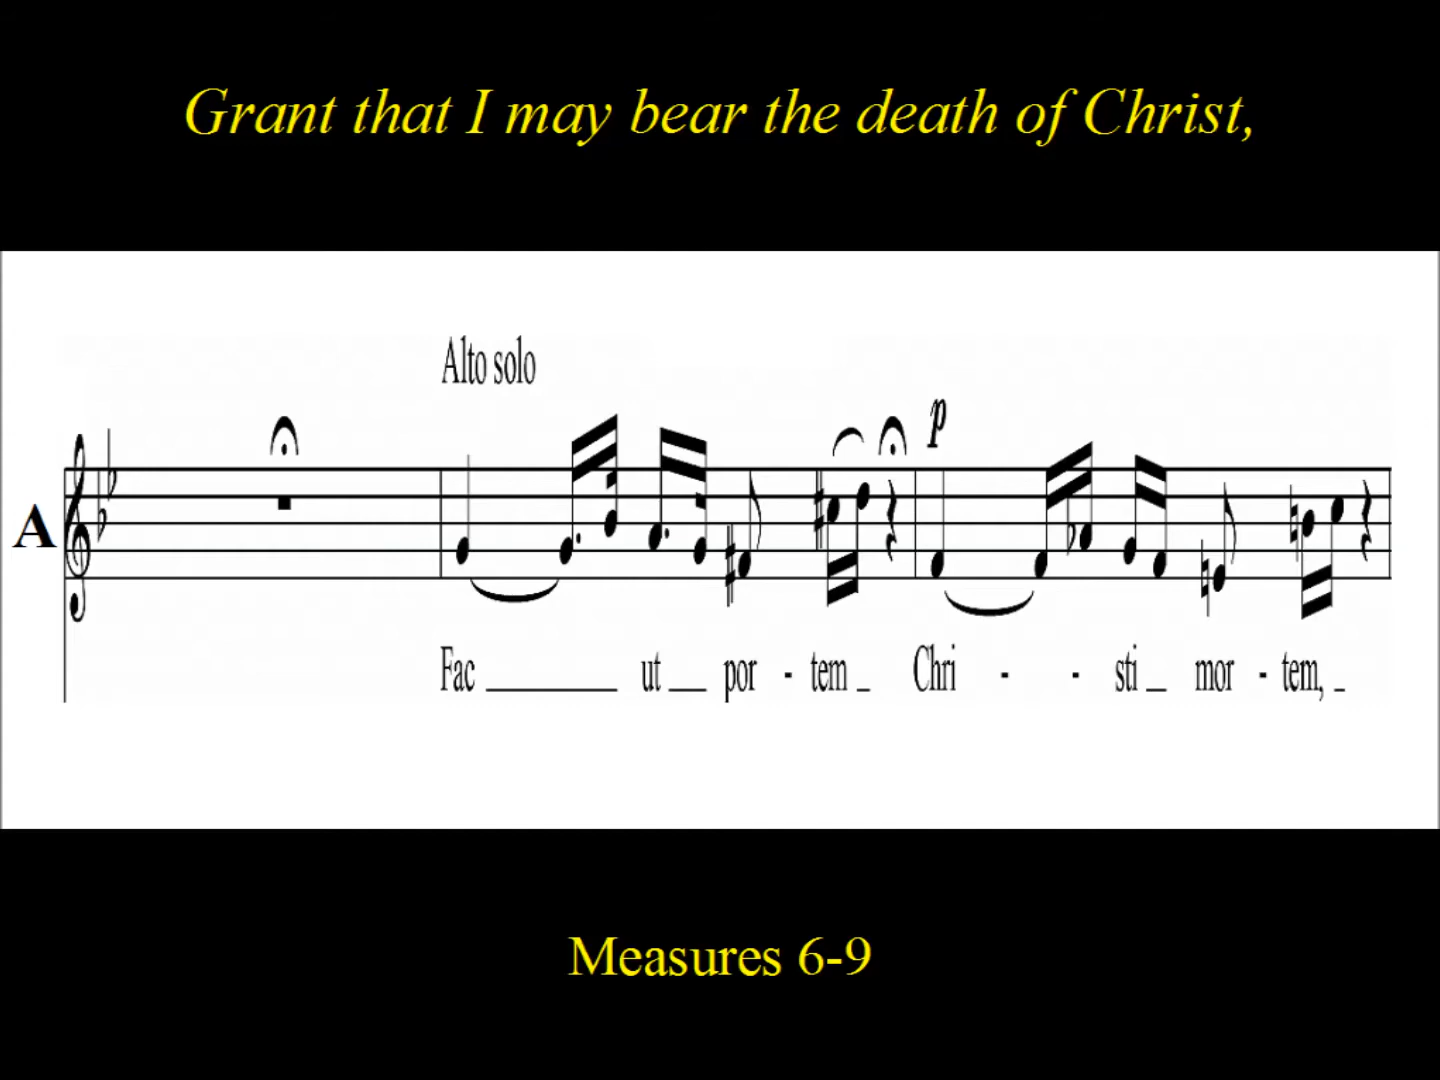 Grant that I may bear the death of Christ,
Alto solo
p
A
Fac ut por - tem Chri - - sti mor - tem,
Measures 6-9